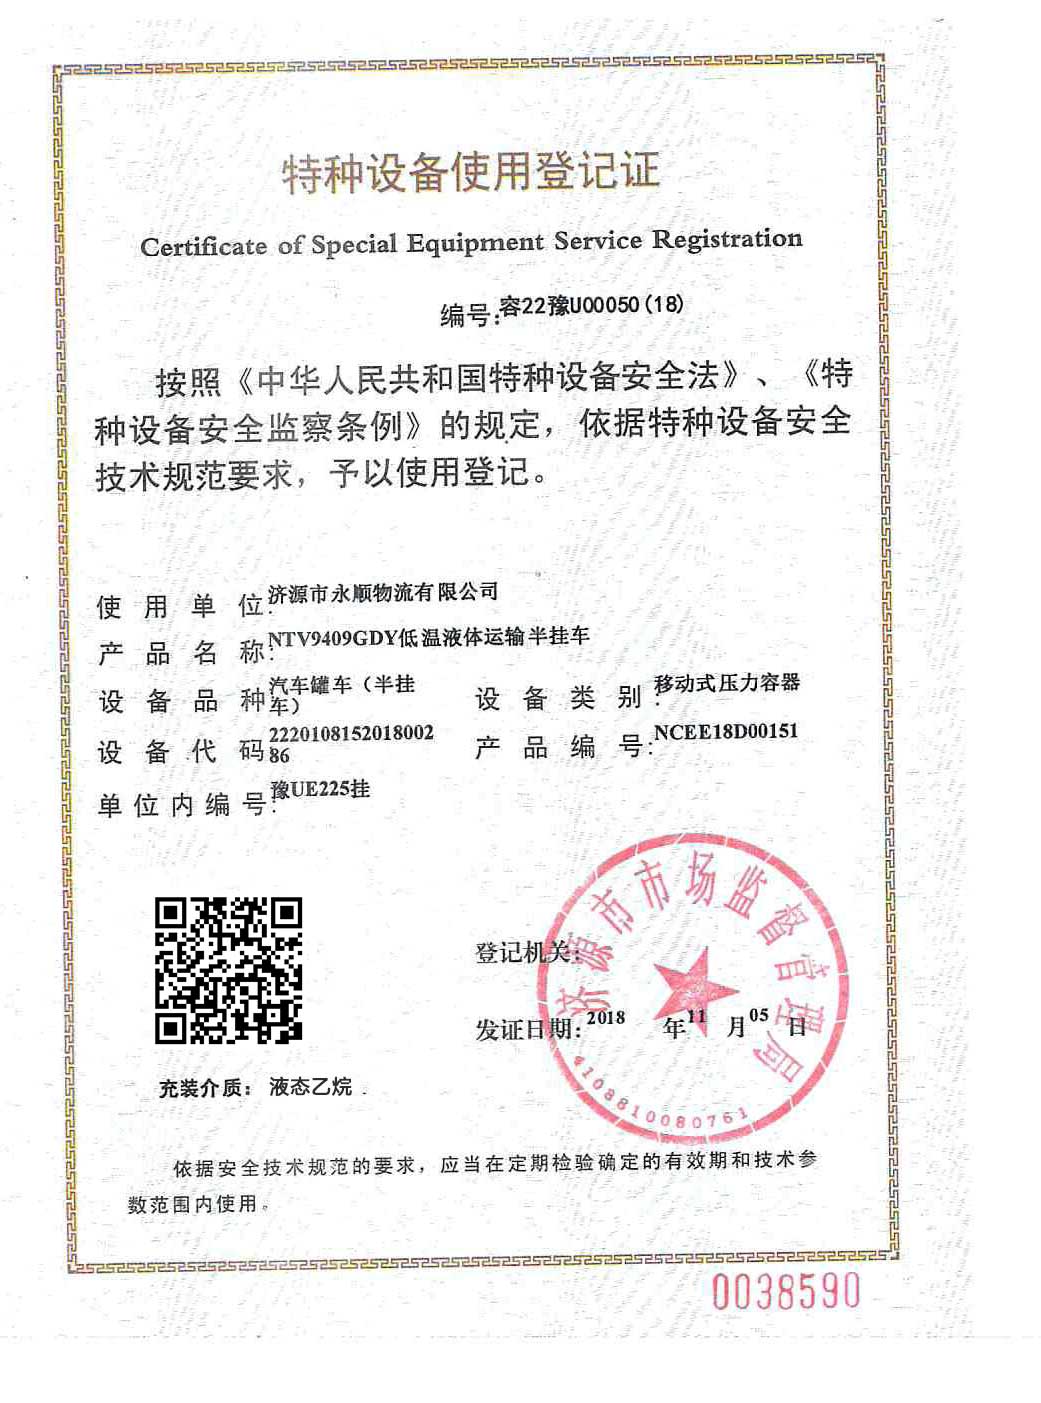 特种设备使用登记证
Certificate of Special Equipment Service Registration
编号:容22豫U00050(18)
按照《中华人民共和国特种设备安全法》、《特
种设备安全监察条例》的规定，依据特种设备安全
技术规范要求，予以使用登记。
使用单位:济源市永顺物流有限公司
产品名称:NTV9409GDY低温液体运输半挂车
设备品种:汽车罐车（半挂
车）
设备类别:移动式压力容器
设备代码:2220108152018002
86
产品编号:NCEE18D00151
单位内编号:豫UE225挂
登记机关:
济源市市场监督管理局
4108810080761
发证日期:2018 年11 月05 日
充装介质： 液态乙烷
依据安全技术规范的要求，应当在定期检验确定的有效期和技术参
数范围内使用。
0038590